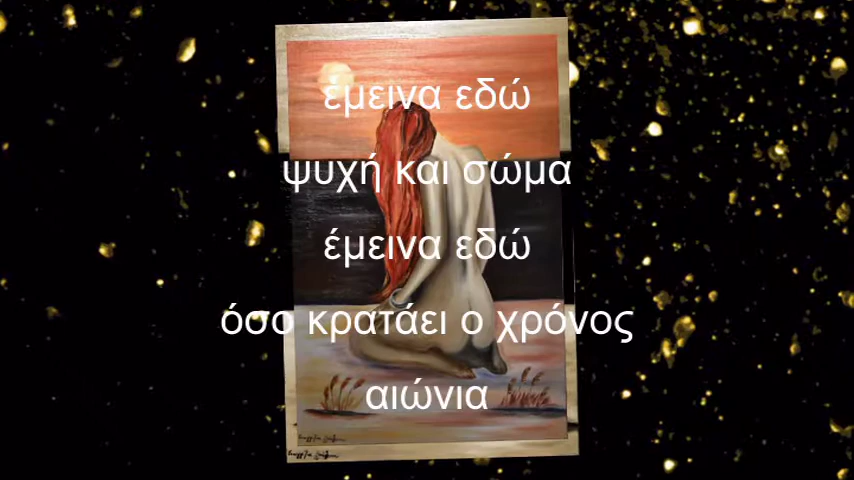 έμεινα εδώ
ψυχή και σώμα
έμεινα εδώ
όσο κρατάει ο χρόνος
αιώνια